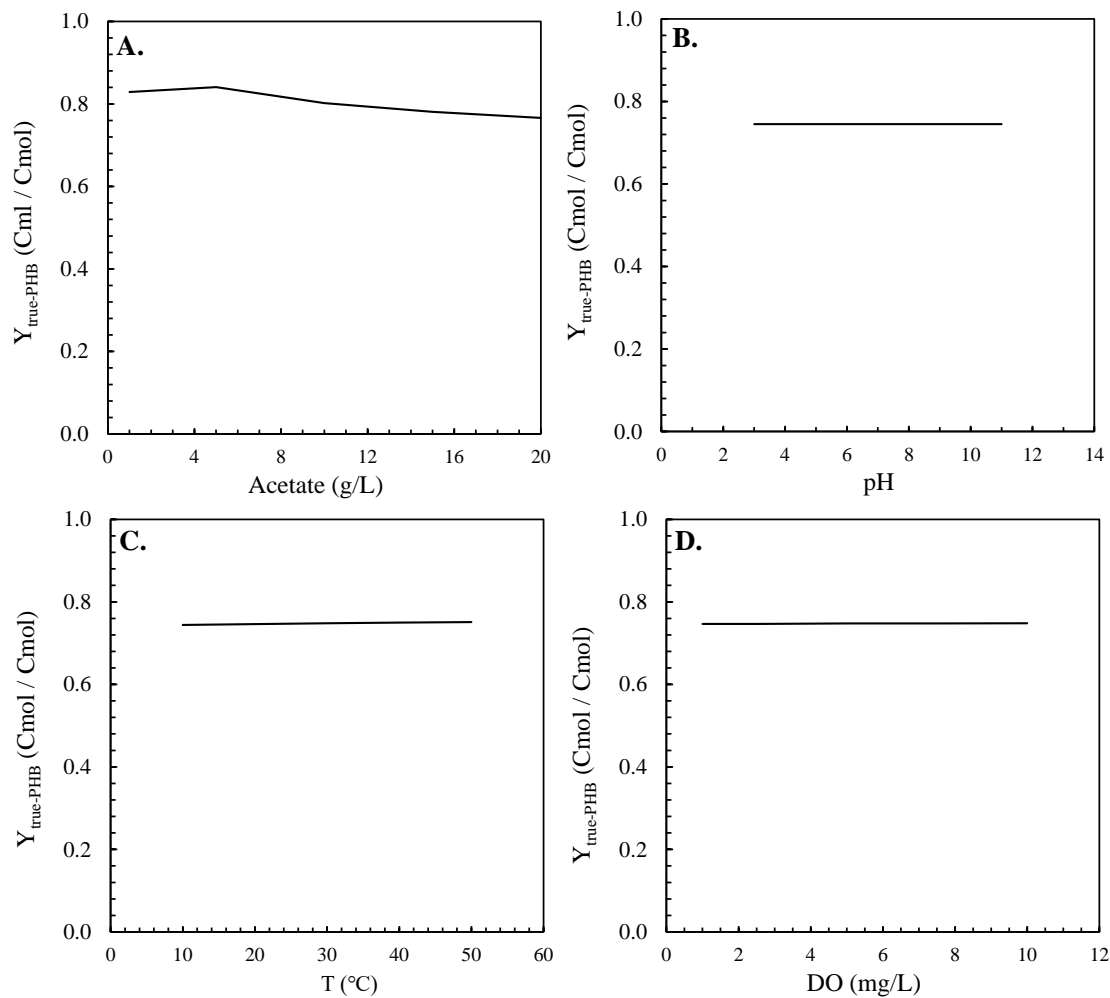 A.
1.0
0.8
0.6
0.4
0.2
0.0
Y_true-PHB (Cml / Cmol)
0 4 8 12 16 20
Acetate (g/L)
B.
1.0
0.8
0.6
0.4
0.2
0.0
Y_true-PHB (Cmol / Cmol)
0 2 4 6 8 10 12 14
pH
C.
1.0
0.8
0.6
0.4
0.2
0.0
Y_true-PHB (Cmol / Cmol)
0 10 20 30 40 50 60
T (°C)
D.
1.0
0.8
0.6
0.4
0.2
0.0
Y_true-PHB (Cmol / Cmol)
0 2 4 6 8 10 12
DO (mg/L)